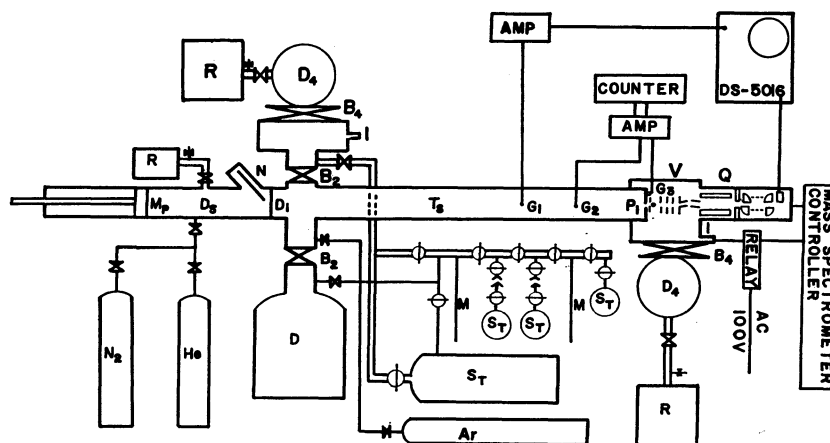 AMP
R
D4
DS-5016
COUNTER
B4
I
AMP
R
N
B2
V
Q
MP
DS
D1
TS
G1
G2
P1
G3
I
B2
B4
M
M
ST
ST
ST
D4
RELAY
MASS SPECTROMETER
CONTROLLER
N2
He
D
ST
AC
100V
R
Ar